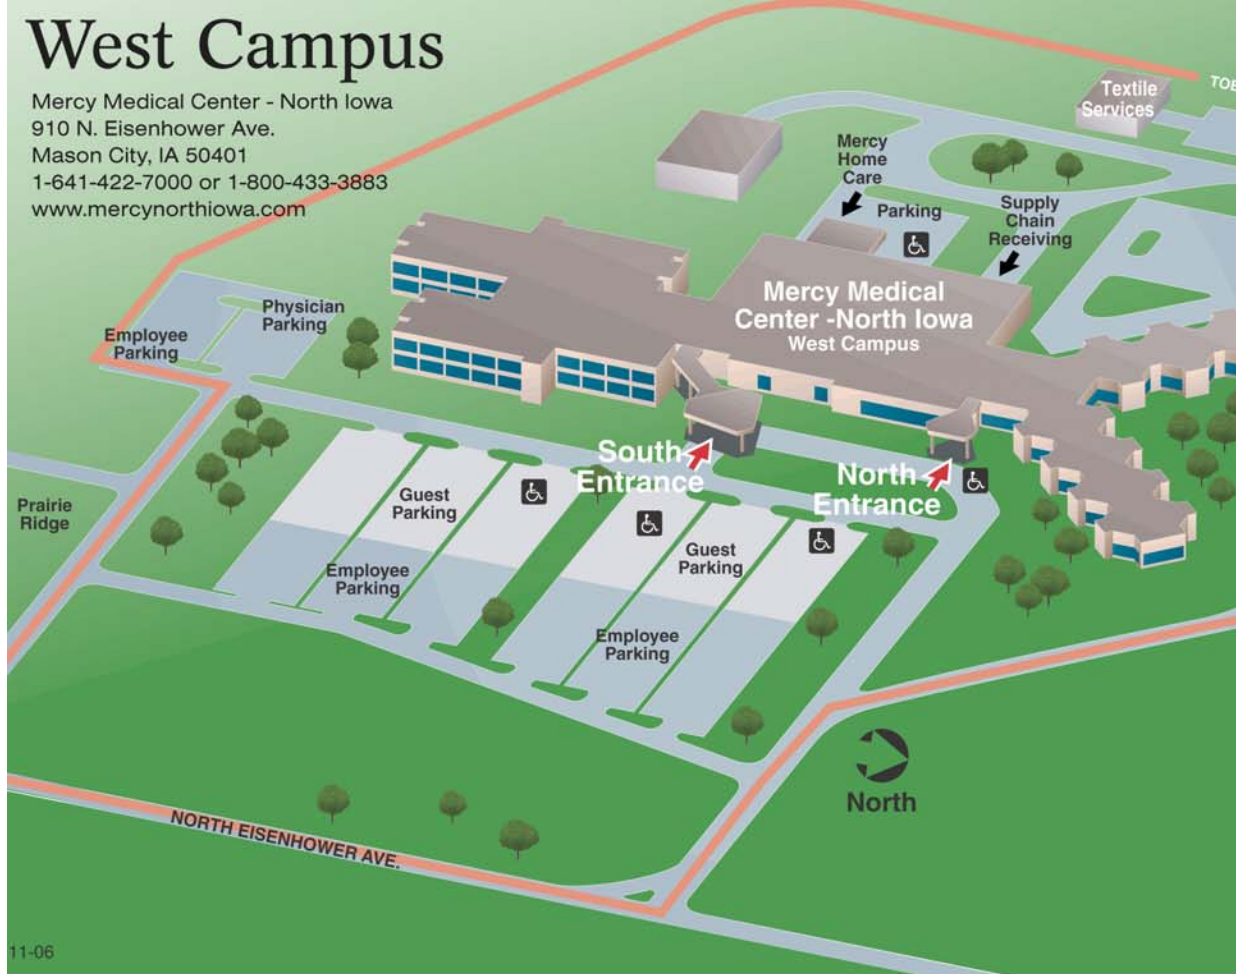 West Campus
Mercy Medical Center - North Iowa
910 N. Eisenhower Ave.
Mason City, IA 50401
1-641-422-7000 or 1-800-433-3883
www.mercynorthiowa.com
Textile
Services
Mercy
Home
Care
Parking
Supply
Chain
Receiving
Mercy Medical
Center -North Iowa
West Campus
Physician
Parking
Employee
Parking
South
Entrance
North
Entrance
Prairie
Ridge
Guest
Parking
Guest
Parking
Employee
Parking
Employee
Parking
North
NORTH EISENHOWER AVE.
11-06